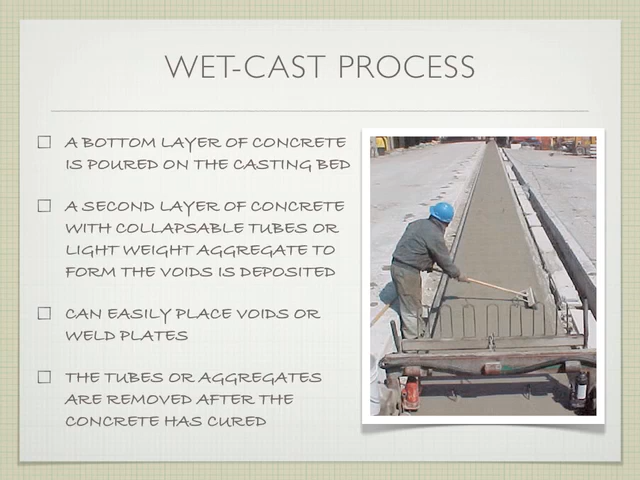 WET-CAST PROCESS
A BOTTOM LAYER OF CONCRETE
IS POURED ON THE CASTING BED
A SECOND LAYER OF CONCRETE
WITH COLLAPSABLE TUBES OR
LIGHT WEIGHT AGGREGATE TO
FORM THE VOIDS IS DEPOSITED
CAN EASILY PLACE VOIDS OR
WELD PLATES
THE TUBES OR AGGREGATES
ARE REMOVED AFTER THE
CONCRETE HAS CURED